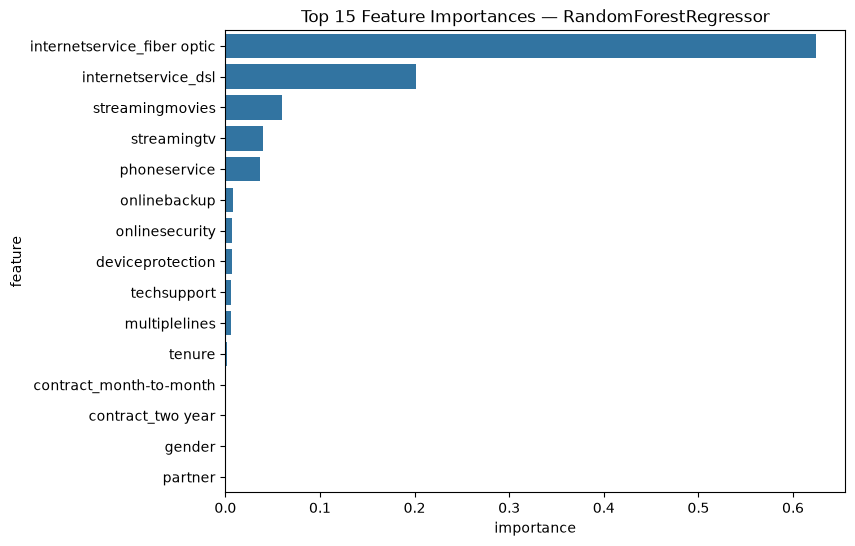 Top 15 Feature Importances — RandomForestRegressor
feature
internetservice_fiber optic
internetservice_dsl
streamingmovies
streamingtv
phoneservice
onlinebackup
onlinesecurity
deviceprotection
techsupport
multiplelines
tenure
contract_month-to-month
contract_two year
gender
partner
0.0 0.1 0.2 0.3 0.4 0.5 0.6
importance